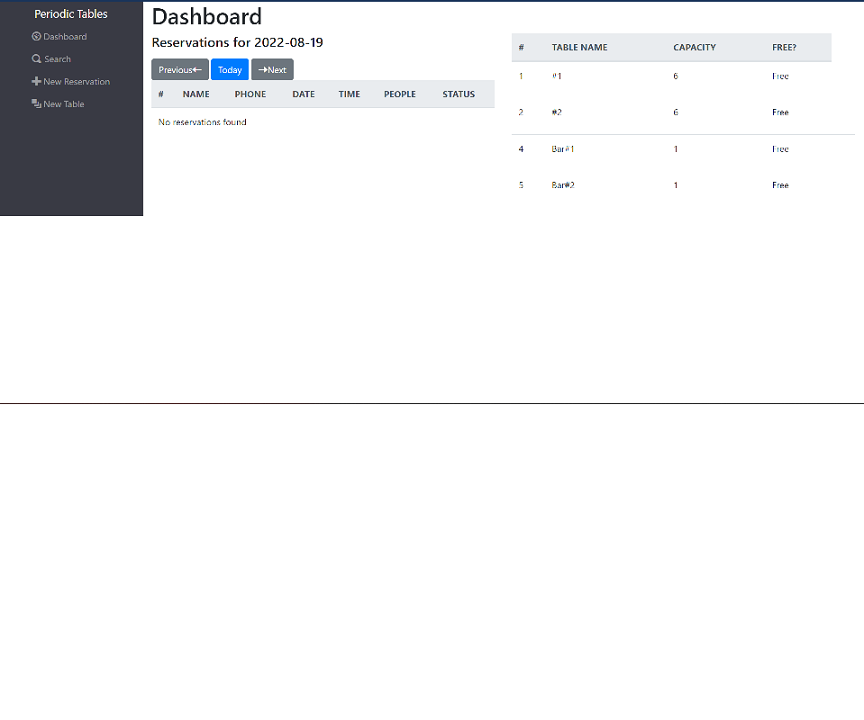 Periodic Tables
Dashboard
Search
New Reservation
New Table
Dashboard
Reservations for 2022-08-19
Previous← Today →Next
# NAME PHONE DATE TIME PEOPLE STATUS
No reservations found
# TABLE NAME CAPACITY FREE?
1 #1 6 Free
2 #2 6 Free
4 Bar#1 1 Free
5 Bar#2 1 Free